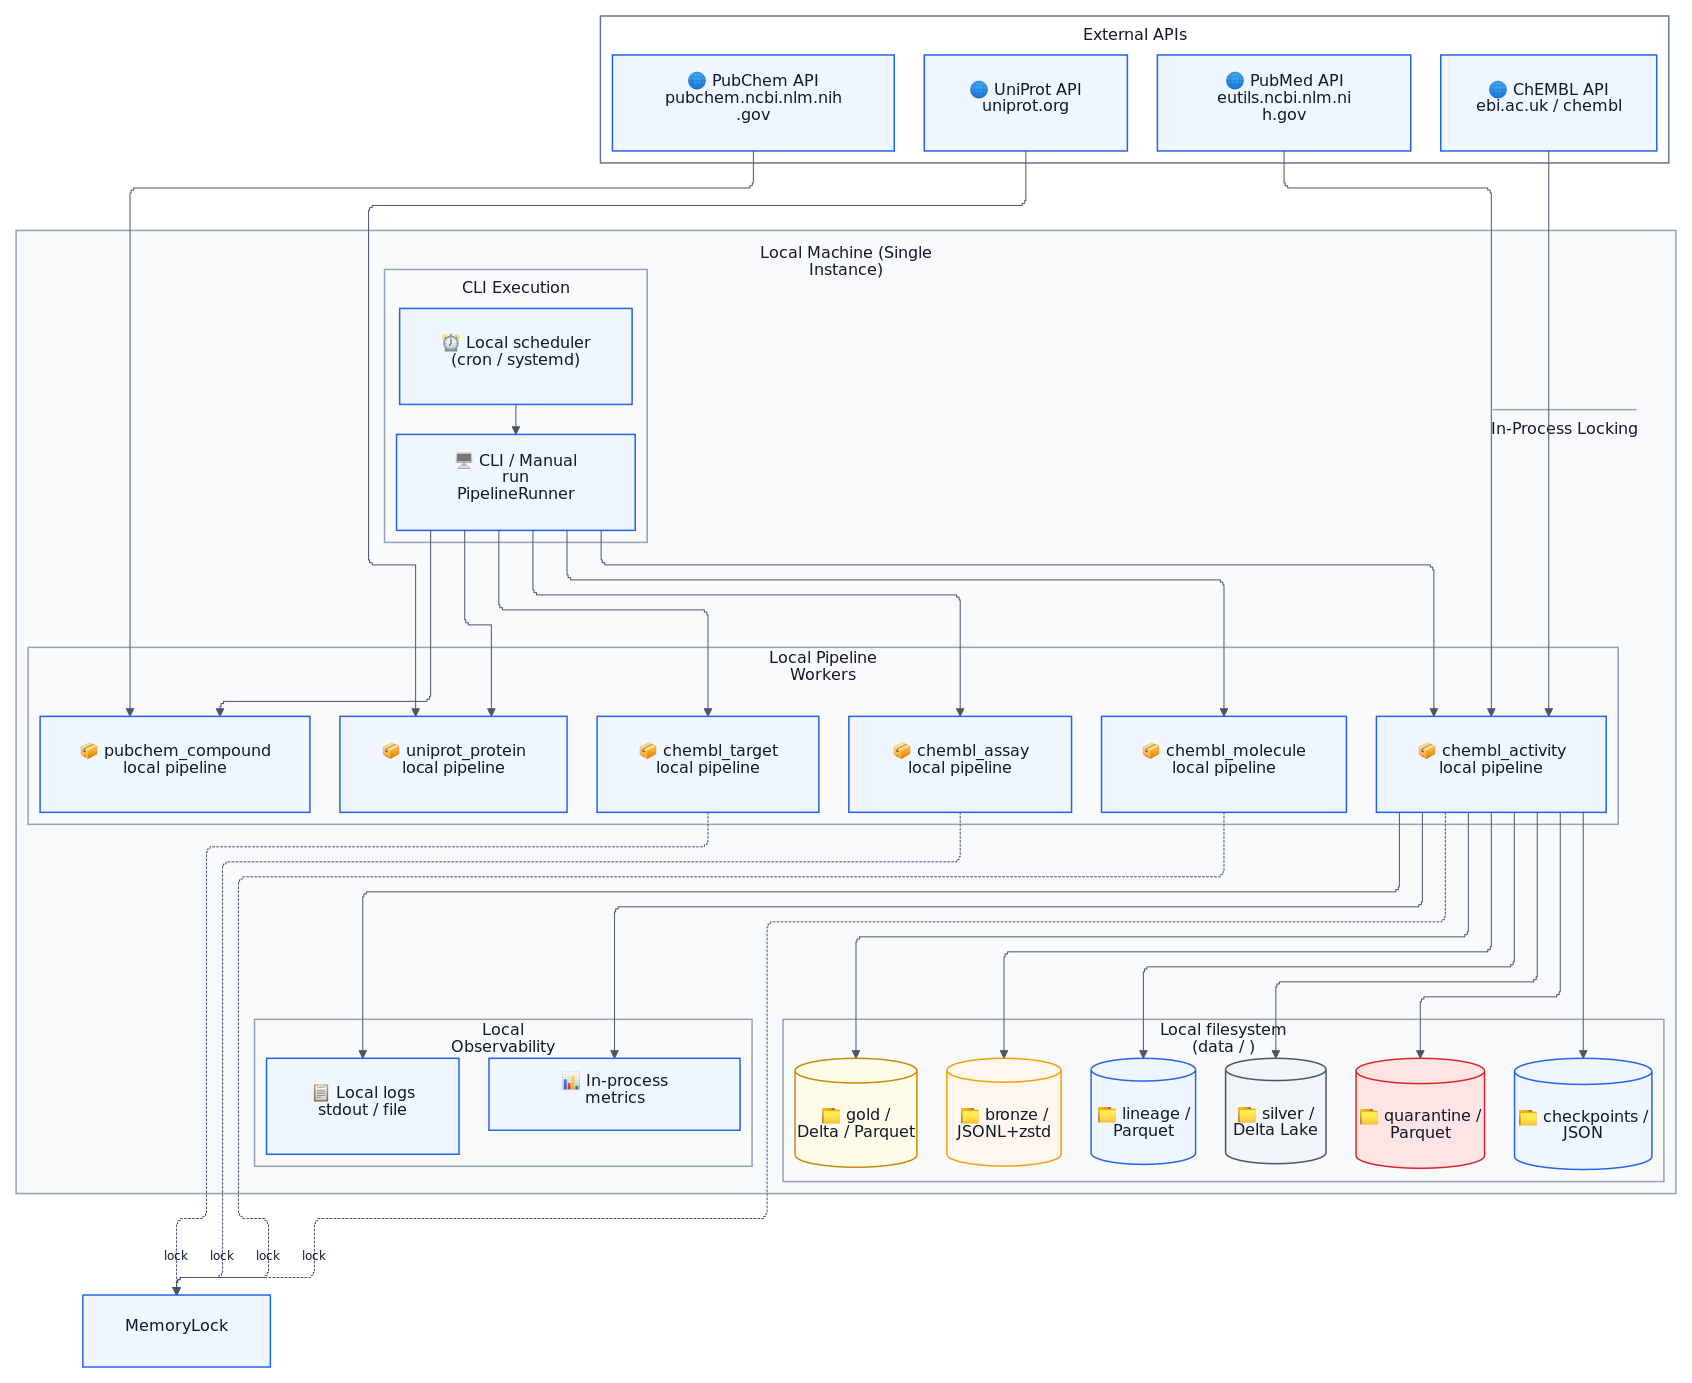 External APIs
🌐 PubChem API
pubchem.ncbi.nlm.nih
.gov
🌐 UniProt API
uniprot.org
🌐 PubMed API
eutils.ncbi.nlm.ni
h.gov
🌐 ChEMBL API
ebi.ac.uk / chembl
Local Machine (Single
Instance)
CLI Execution
⏰ Local scheduler
(cron / systemd)
🖥️ CLI / Manual
run
PipelineRunner
In-Process Locking
Local Pipeline
Workers
📦 pubchem_compound
local pipeline
📦 uniprot_protein
local pipeline
📦 chembl_target
local pipeline
📦 chembl_assay
local pipeline
📦 chembl_molecule
local pipeline
📦 chembl_activity
local pipeline
Local
Observability
📋 Local logs
stdout / file
📊 In-process
metrics
Local filesystem
(data / )
🗂️ gold /
Delta / Parquet
🗂️ bronze /
JSONL+zstd
🗂️ lineage /
Parquet
🗂️ silver /
Delta Lake
🗂️ quarantine /
Parquet
🗂️ checkpoints /
JSON
lock
lock
lock
lock
MemoryLock